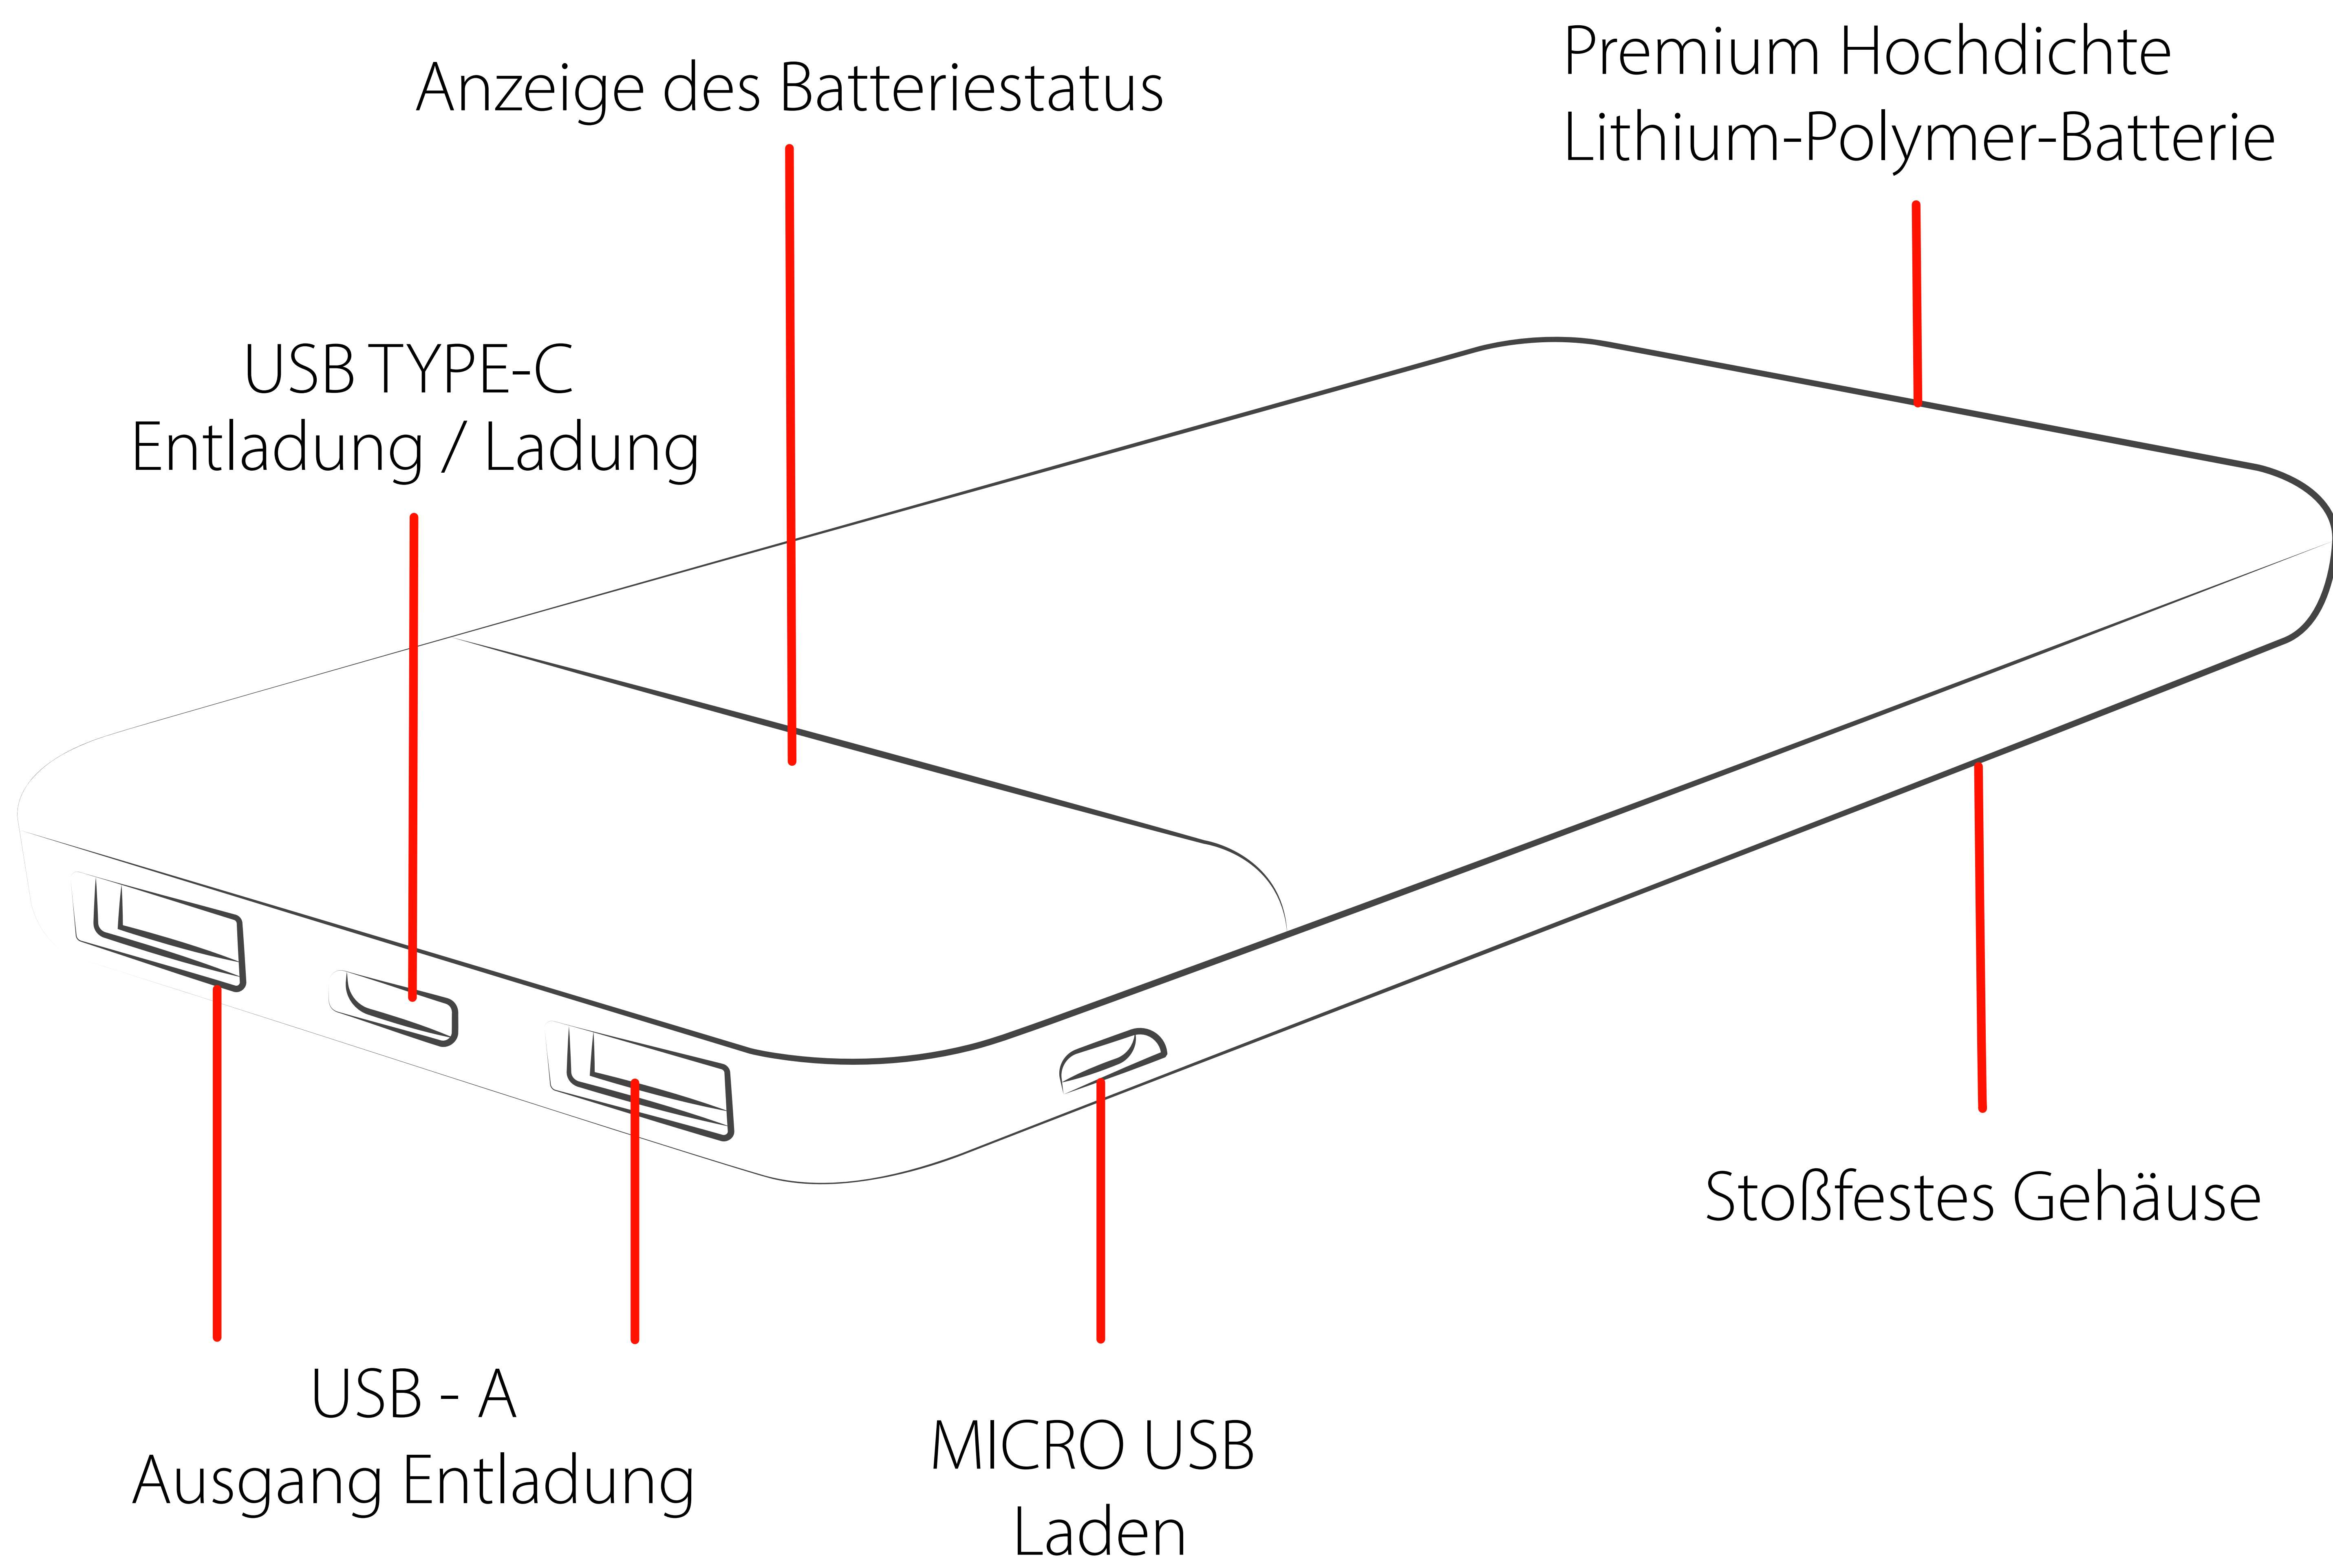 Anzeige des Batteriestatus
Premium Hochdichte
Lithium-Polymer-Batterie
USB TYPE-C
Entladung / Ladung
Stoßfestes Gehäuse
USB - A
Ausgang Entladung
MICRO USB
Laden